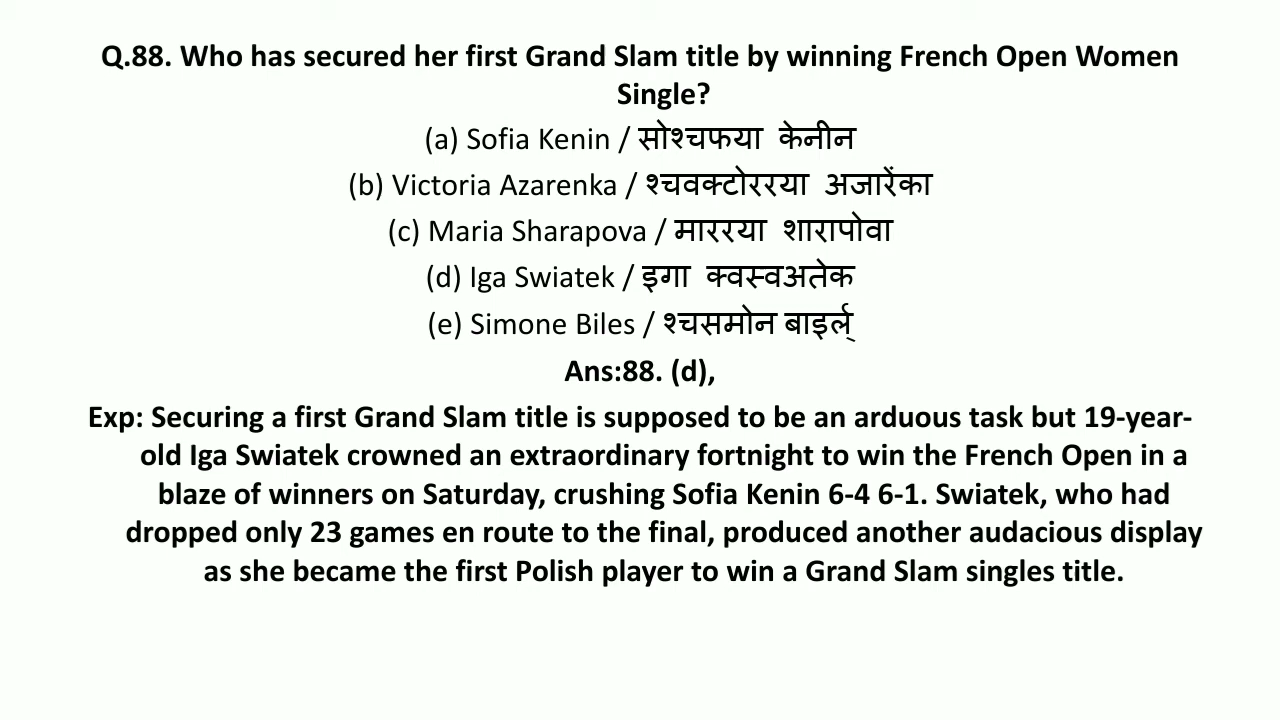 Q.88. Who has secured her first Grand Slam title by winning French Open Women
Single?
(a) Sofia Kenin / सोश्चफया केनीन
(b) Victoria Azarenka / श्चवक्टोररया अजारेंका
(c) Maria Sharapova / माररया शारापोवा
(d) Iga Swiatek / इगा क्वस्वअतेक
(e) Simone Biles / श्चसमोन बाइर्ल्
Ans:88. (d),
Exp: Securing a first Grand Slam title is supposed to be an arduous task but 19-year-
old Iga Swiatek crowned an extraordinary fortnight to win the French Open in a
blaze of winners on Saturday, crushing Sofia Kenin 6-4 6-1. Swiatek, who had
dropped only 23 games en route to the final, produced another audacious display
as she became the first Polish player to win a Grand Slam singles title.